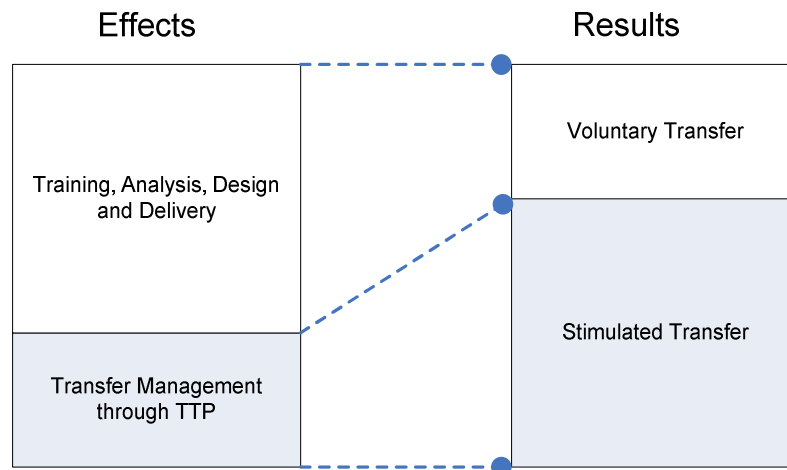 Effects
Results
Training, Analysis, Design
and Delivery
Voluntary Transfer
Stimulated Transfer
Transfer Management
through TTP